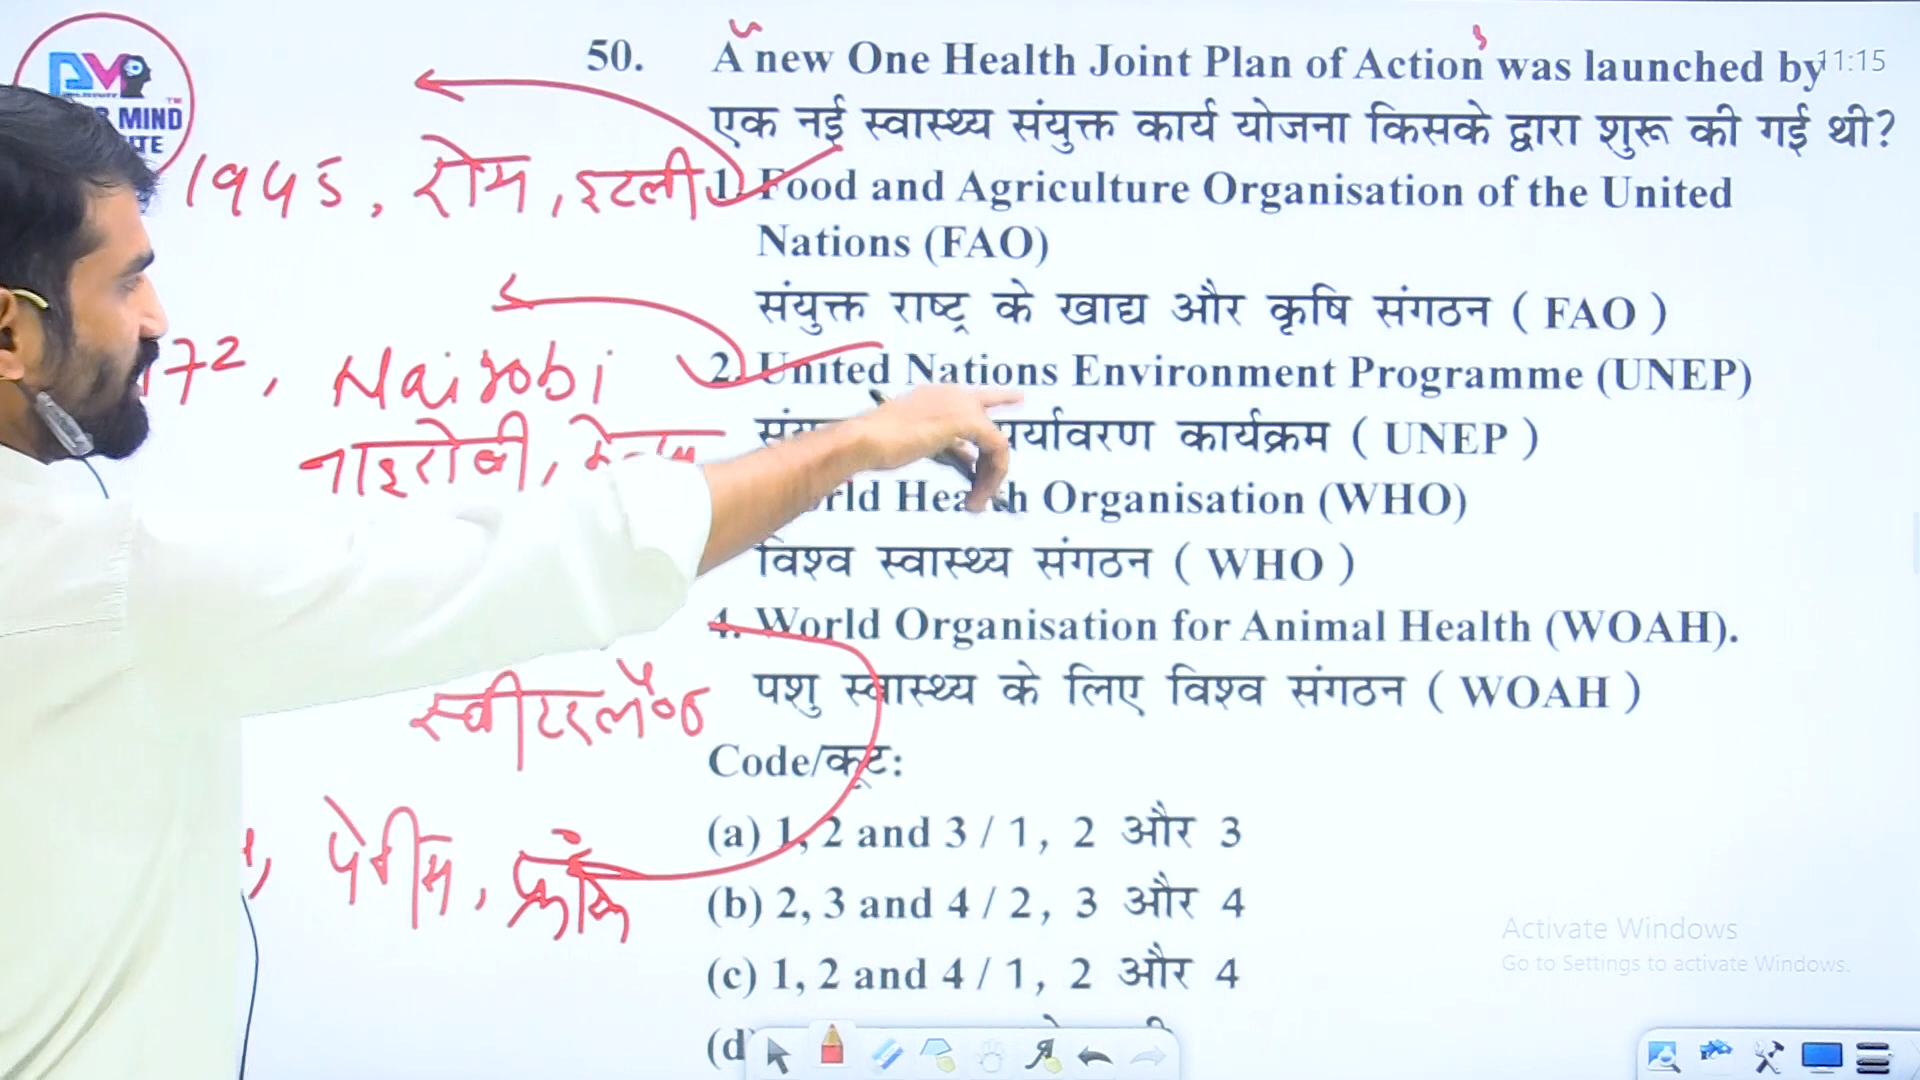 50. A new One Health Joint Plan of Action was launched by
11:15
एक नई स्वास्थ्य संयुक्त कार्य योजना किसके द्वारा शुरू की गई थी?
MIND
1945, रोम, इटली
1. Food and Agriculture Organisation of the United
Nations (FAO)
संयुक्त राष्ट्र के खाद्य और कृषि संगठन ( FAO )
72, Nairobi
2. United Nations Environment Programme (UNEP)
नाइरोबी,
पर्यावरण कार्यक्रम ( UNEP )
Health Organisation (WHO)
विश्व स्वास्थ्य संगठन ( WHO )
4. World Organisation for Animal Health (WOAH).
स्वीटरलैण्ड
पशु स्वास्थ्य के लिए विश्व संगठन ( WOAH )
Code/कूट:
(a) 1, 2 and 3 / 1, 2 और 3
पेरीस,
(b) 2, 3 and 4 / 2, 3 और 4
(c) 1, 2 and 4 / 1, 2 और 4
(d)
Activate Windows
Go to Settings to activate Windows.